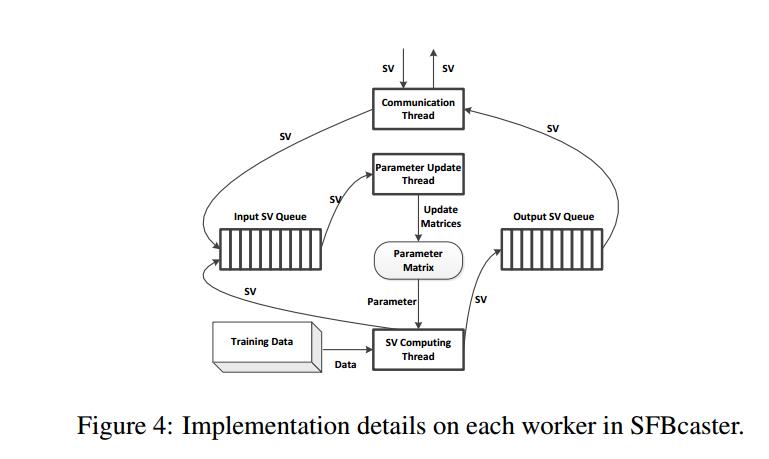 SV
SV
Communication
Thread
SV
SV
Parameter Update
Thread
SV
Update
Matrices
Input SV Queue
Output SV Queue
Parameter
Matrix
SV
Parameter
SV
Training Data
Data
SV Computing
Thread
Figure 4: Implementation details on each worker in SFBcaster.